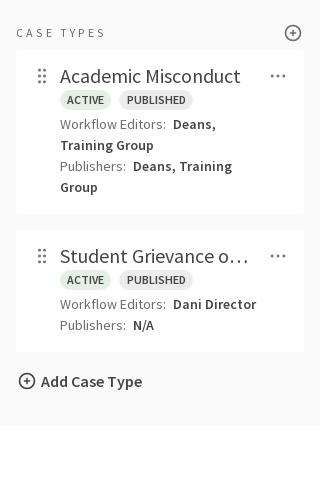 CASE TYPES
Academic Misconduct
ACTIVE PUBLISHED
Workflow Editors: Deans,
Training Group
Publishers: Deans, Training
Group
Student Grievance o…
ACTIVE PUBLISHED
Workflow Editors: Dani Director
Publishers: N/A
Add Case Type